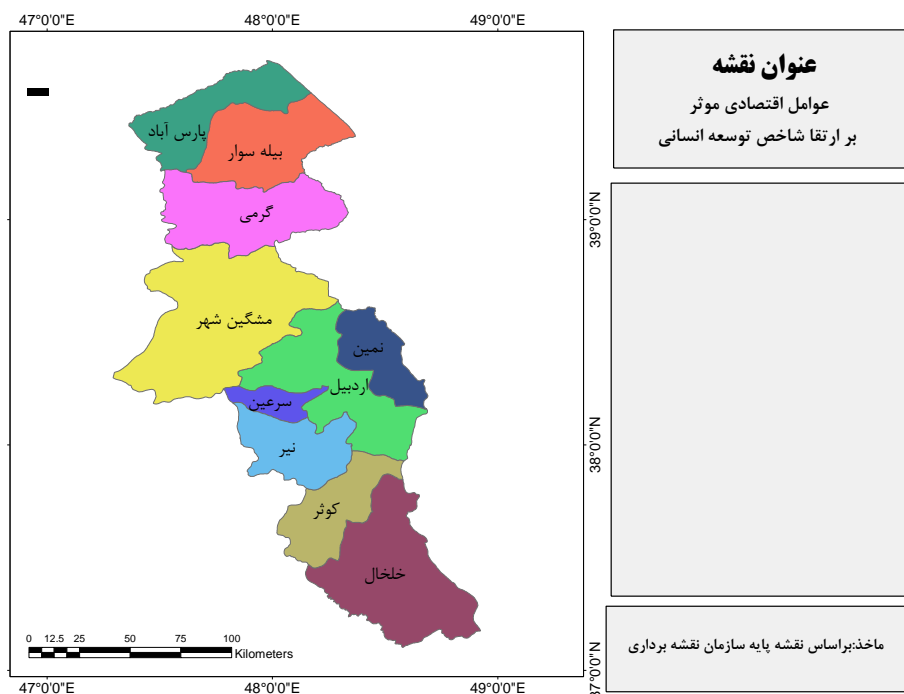 47°0'0"E 48°0'0"E 49°0'0"E
عنوان نقشه
عوامل اقتصادی موثر
بر ارتقا شاخص توسعه انسانی
پارس آباد
بیله سوار
گرمی
39°0'0"N
مشگین شهر
نمین
اردبیل
سرعین
نیر
38°0'0"N
کوثر
خلخال
ماخذ:براساس نقشه پایه سازمان نقشه برداری
0 12.5 25 50 75 100
Kilometers
37°0'0"N
47°0'0"E 48°0'0"E 49°0'0"E